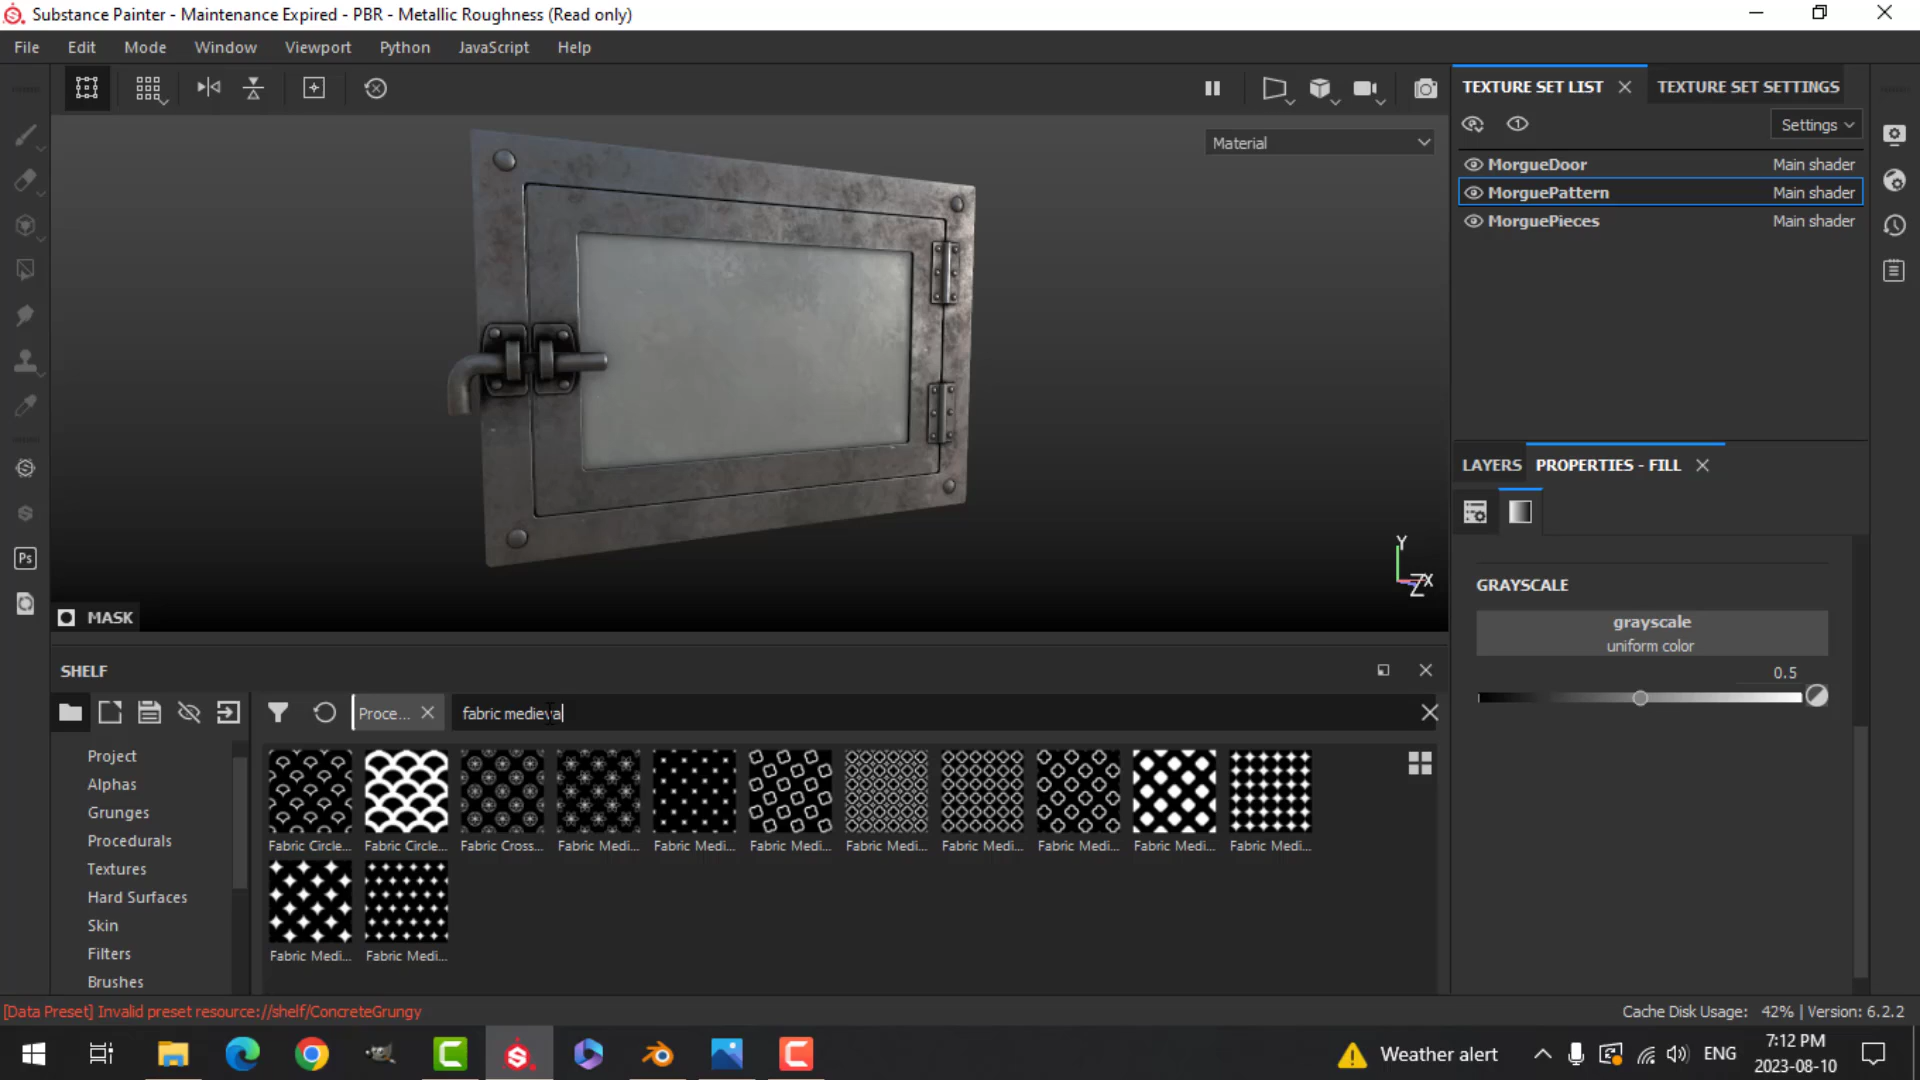 Substance Painter - Maintenance Expired - PBR - Metallic Roughness (Read only)
File Edit Mode Window Viewport Python JavaScript Help
TEXTURE SET LIST TEXTURE SET SETTINGS
Settings
Material
MorgueDoor Main shader
MorguePattern Main shader
MorguePieces Main shader
Y
ZX
MASK
LAYERS PROPERTIES - FILL
GRAYSCALE
grayscale
uniform color
0.5
SHELF
Proce...
fabric medieva
Project
Alphas
Grunges
Procedurals
Textures
Hard Surfaces
Skin
Filters
Brushes
Fabric Circle... Fabric Circle... Fabric Cross... Fabric Medi... Fabric Medi... Fabric Medi... Fabric Medi... Fabric Medi... Fabric Medi... Fabric Medi... Fabric Medi...
Fabric Medi... Fabric Medi...
Ps
[Data Preset] Invalid preset resource://shelf/ConcreteGrungy
Cache Disk Usage: 42% | Version: 6.2.2
Weather alert
ENG
7:12 PM
2023-08-10